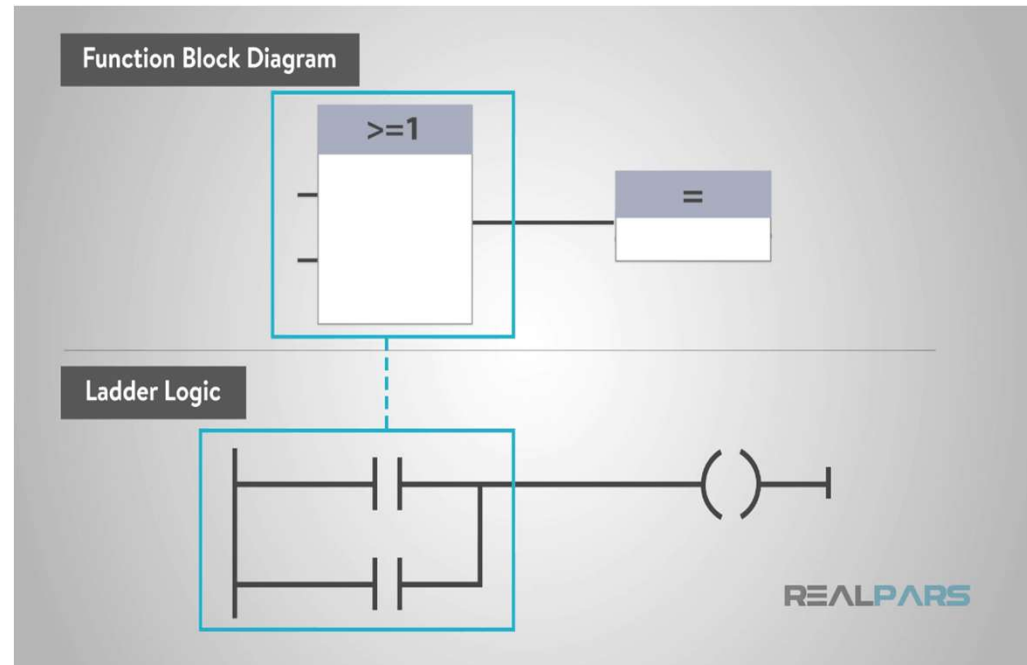 Function Block Diagram
>=1
=
Ladder Logic
REALPARS